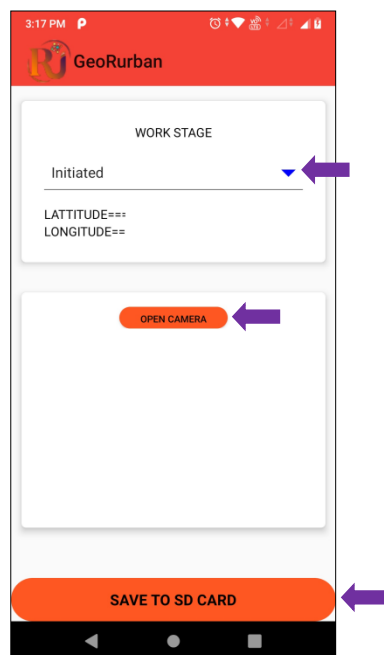 3:17 PM
GeoRurban
WORK STAGE
Initiated
LATTITUDE==
LONGITUDE==
OPEN CAMERA
SAVE TO SD CARD